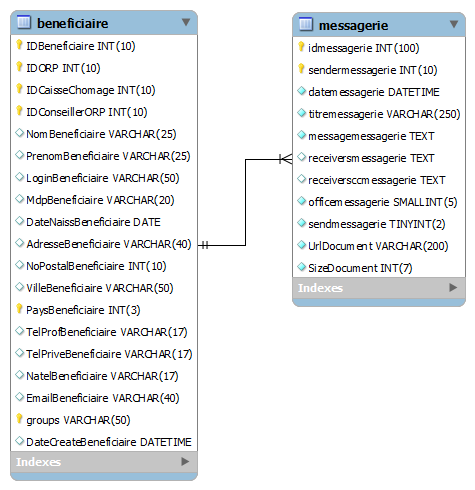 beneficiaire
IDBeneficiaire INT(10)
IDORP INT(10)
IDCaisseChomage INT(10)
IDConseillerORP INT(10)
NomBeneficiaire VARCHAR(25)
PrenomBeneficiaire VARCHAR(25)
LoginBeneficiaire VARCHAR(50)
MdpBeneficiaire VARCHAR(20)
DateNaissBeneficiaire DATE
AdresseBeneficiaire VARCHAR(40)
NoPostalBeneficiaire INT(10)
VilleBeneficiaire VARCHAR(50)
PaysBeneficiaire INT(3)
TelProfBeneficiaire VARCHAR(17)
TelPriveBeneficiaire VARCHAR(17)
NatelBeneficiaire VARCHAR(17)
EmailBeneficiaire VARCHAR(40)
groups VARCHAR(50)
DateCreateBeneficiaire DATETIME
Indexes
messagerie
idmessagerie INT(100)
sendermessagerie INT(10)
datemessagerie DATETIME
titremessagerie VARCHAR(250)
messagemessagerie TEXT
receiversmessagerie TEXT
receiversccmessagerie TEXT
officemessagerie SMALLINT(5)
sendmessagerie TINYINT(2)
UrlDocument VARCHAR(200)
SizeDocument INT(7)
Indexes